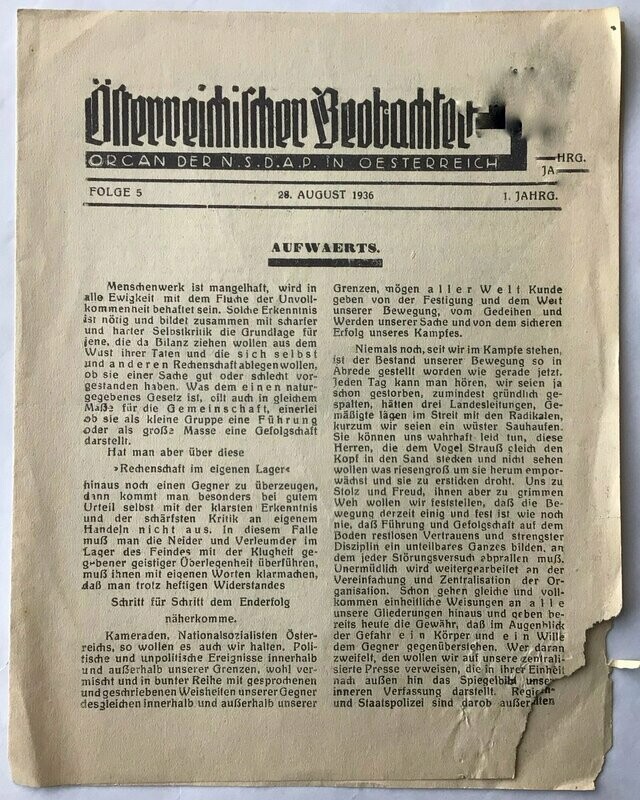 Österreichischer Beobachter
ORGAN DER N.S.D.A.P. IN OESTERREICH
HRG.
JA
FOLGE 5 28. AUGUST 1936 1. JAHRG.
AUFWAERTS.
Menschenwerk ist mangelhaft, wird in
alle Ewigkeit mit dem Fluche der Unvoll-
kommenheit behaftet sein. Solche Erkenntnis
ist nötig und bildet zusammen mit scharfer
und harter Selbstkritik die Grundlage für
jene, die da Bilanz ziehen wollen aus dem
Wust ihrer Taten und die sich selbst
und anderen Rechenschaft ablegen wollen,
ob sie einer Sache gut oder schlecht vor-
gestanden haben. Was dem einen natur-
gegebenes Gesetz ist, gilt auch in gleichem
Maße für die Gemeinschaft, einerlei
ob sie als kleine Gruppe eine Führung
oder als große Masse eine Gefolgschaft
darstellt.
Hat man aber über diese
»Rechenschaft im eigenen Lager«
hinaus noch einen Gegner zu überzeugen,
dann kommt man besonders bei gutem
Urteil selbst mit der klarsten Erkenntnis
und der schärfsten Kritik an eigenem
Handeln nicht aus. In diesem Falle
muß man die Neider und Verleumder im
Lager des Feindes mit der Klugheit ge-
gebener geistiger Überlegenheit überführen,
muß ihnen mit eigenen Worten klarmachen,
daß man trotz heftigen Widerstandes
Schritt für Schritt dem Enderfolg
näherkomme.
Kameraden, Nationalsozialisten Öster-
reichs, so wollen es auch wir halten. Poli-
tische und unpolitische Ereignisse innerhalb
und außerhalb unserer Grenzen, wohl ver-
mischt und in bunter Reihe mit gesprochenen
und geschriebenen Weisheiten unserer Gegner
desgleichen innerhalb und außerhalb unserer
Grenzen, mögen aller Welt Kunde
geben von der Festigung und dem Wert
unserer Bewegung, vom Gedeihen und
Werden unserer Sache und von dem sicheren
Erfolg unseres Kampfes.
Niemals noch, seit wir im Kampfe stehen,
ist der Bestand unserer Bewegung so in
Abrede gestellt worden wie gerade jetzt.
Jeden Tag kann man hören, wir seien ja
schon gestorben, zumindest gründlich ge-
spalten, hätten drei Landesleitungen, Ge-
mäßigte lägen im Streit mit den Radikalen,
kurzum wir seien ein wüster Sauhaufen.
Sie können uns wahrhaft leid tun, diese
Herren, die dem Vogel Strauß gleich den
Kopf in den Sand stecken und nicht sehen
wollen was riesengroß um sie herum empor-
wächst und sie zu ersticken droht. Uns zu
Stolz und Freud, ihnen aber zu grimmen
Weh wollen wir feststellen, daß die Be-
wegung derzeit einig und fest ist wie noch
nie, daß Führung und Gefolgschaft auf dem
Boden restlosen Vertrauens und strengster
Disziplin ein unteilbares Ganzes bilden, an
dem jeder Störungsversuch abprallen muß.
Unermüdlich wird weitergearbeitet an der
Vereinfachung und Zentralisation der Or-
ganisation. Schon gehen gleiche und voll-
kommen einheitliche Weisungen an alle
unsere Gliederungen hinaus und geben be-
reits heute die Gewähr, daß im Augenblick
der Gefahr ein Körper und ein Wille
dem Gegner gegenüberstehen. Wer daran
zweifelt, den wollen wir auf unsere zentrali-
sierte Presse verweisen, die in ihrer Einheit
nach außen hin das Spiegelbild unserer
inneren Verfassung darstellt.
und Staatspolizei sind darob